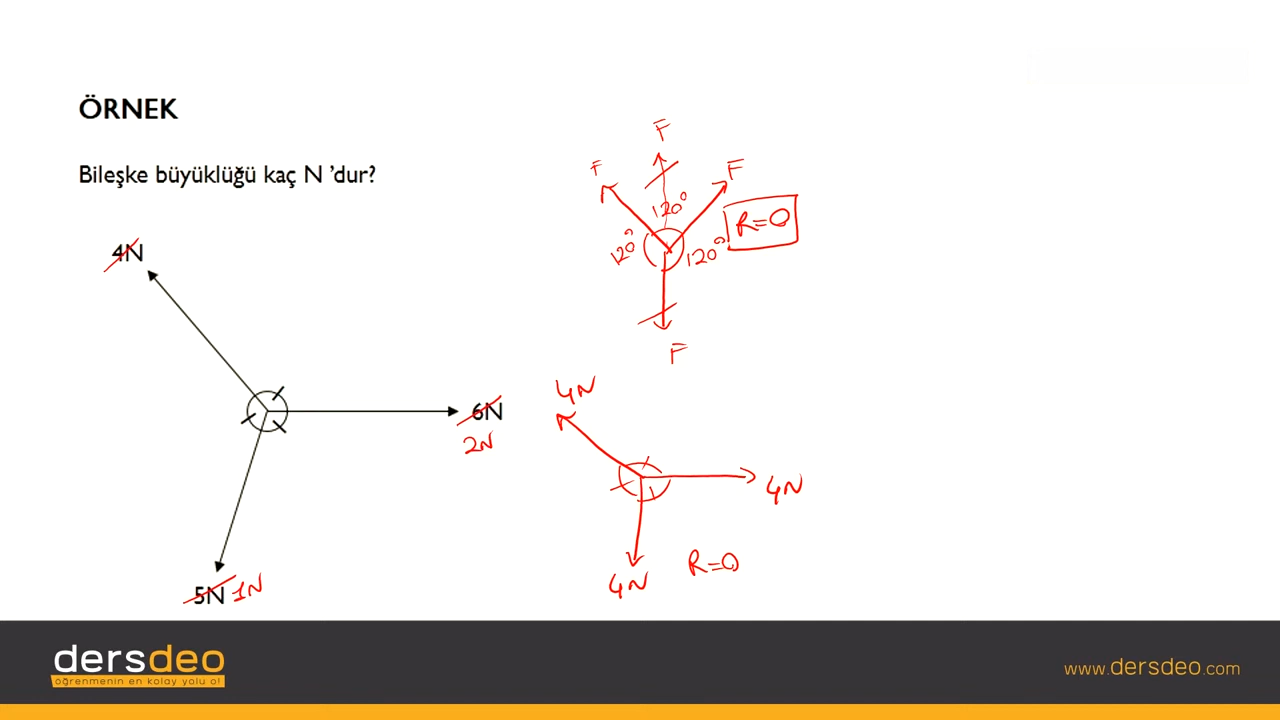 ÖRNEK
Bileşke büyüklüğü kaç N 'dur?
4N
6N
2N
5N 1N
F
F
F
120°
120°
120°
R=0
F
4N
4N
4N
R=0
dersdeo
öğrenmenin en kolay yolu o!
www.dersdeo.com